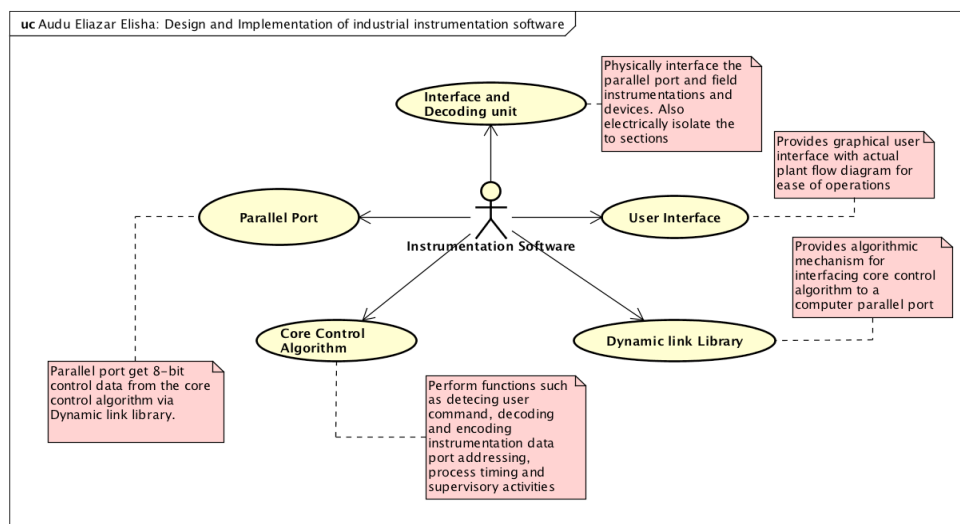 uc Audu Eliazar Elisha: Design and Implementation of industrial instrumentation software
Physically interface the
parallel port and field
instrumentations and
devices. Also
electrically isolate the
to sections
Interface and
Decoding unit
Provides graphical user
interface with actual
plant flow diagram for
ease of operations
Parallel Port
User Interface
Instrumentation Software
Provides algorithmic
mechanism for
interfacing core control
algorithm to a
computer parallel port
Core Control
Algorithm
Dynamic link Library
Parallel port get 8-bit
control data from the core
control algorithm via
Dynamic link library.
Perform functions such
as detecing user
command, decoding
and encoding
instrumentation data
port addressing,
process timing and
supervisory activities